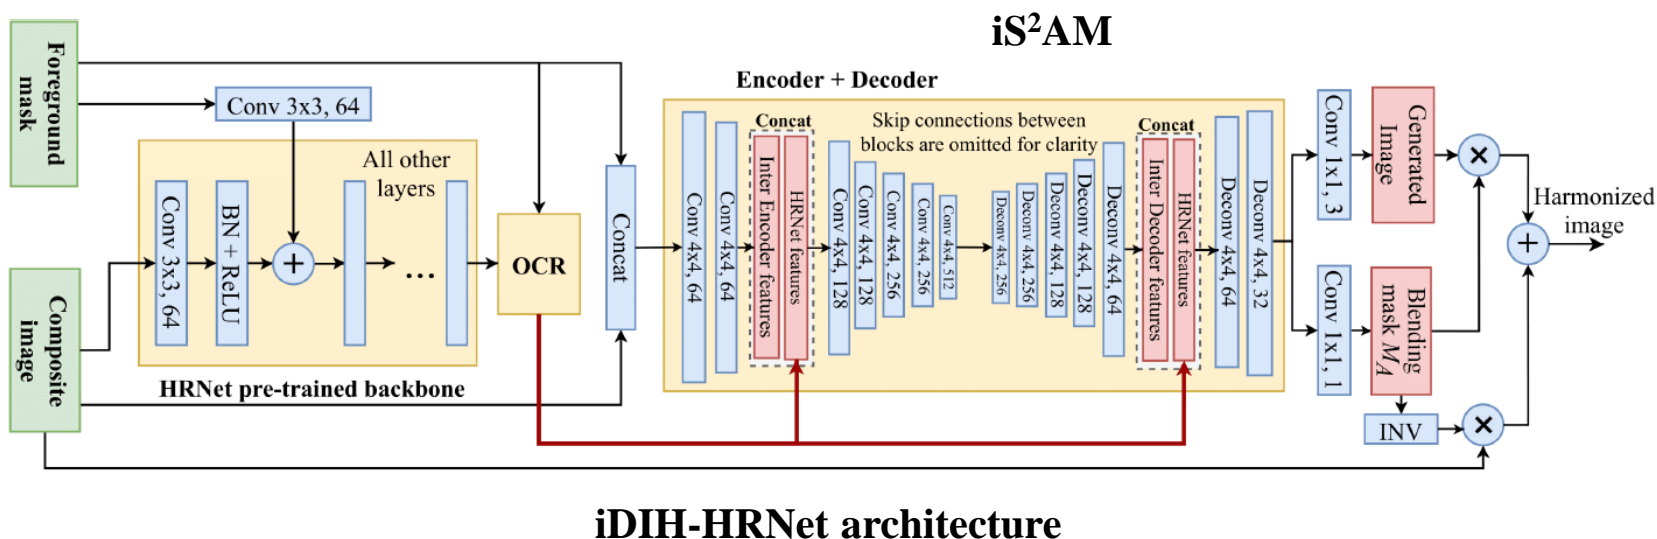 iS²AM
Encoder + Decoder
Foreground
mask
Conv 3x3, 64
All other
layers
Conv 3x3, 64
BN + ReLU
+
...
OCR
HRNet pre-trained backbone
Composite
image
Concat
Conv 4x4, 64
Conv 4x4, 64
Concat
Inter Encoder features
HRNet features
Skip connections between
blocks are omitted for clarity
Conv 4x4, 128
Conv 4x4, 128
Conv 4x4, 256
Conv 4x4, 256
Conv 4x4, 512
Deconv 4x4, 256
Deconv 4x4, 256
Deconv 4x4, 128
Deconv 4x4, 128
Deconv 4x4, 64
Concat
Inter Decoder features
HRNet features
Deconv 4x4, 64
Deconv 4x4, 32
Conv 1x1, 3
Generated
Image
×
Harmonized
image
+
Conv 1x1, 1
Blending
mask M_A
INV
×
iDIH-HRNet architecture